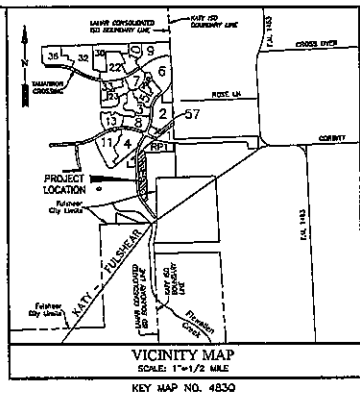 LAMAR CONSOLIDATED
ISD BOUNDARY LINE
KATY ISD
BOUNDARY LINE
F.M. 1463
CROSS OVER
35
32
30
9
22
6
7
TAMARRON
CROSSING
N
23
3
2
ROSE LN
57
13
8
11
4
RP1
CORBITT
PROJECT
LOCATION
Fulshear
City Limits
F.M. 1463
KATY - FULSHEAR
LAMAR CONSOLIDATED
ISD BOUNDARY LINE
KATY ISD
BOUNDARY
LINE
Fulshear
City Limits
Flewellen
Creek
VICINITY MAP
SCALE: 1"=1/2 MILE
KEY MAP NO. 483Q